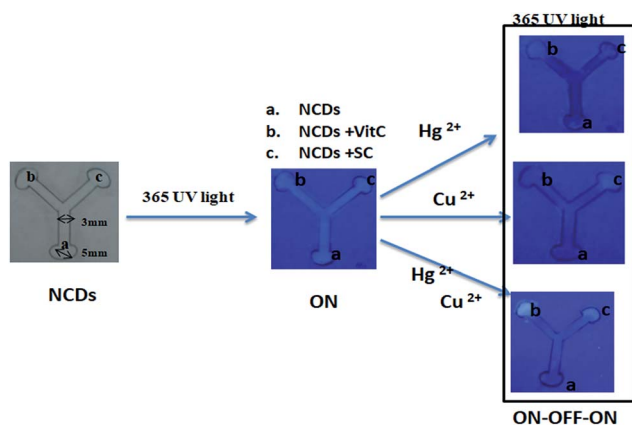 365 UV light
b
c
a
a. NCDs
b. NCDs +VitC
c. NCDs +SC
Hg 2+
b
c
3mm
a
5mm
NCDs
365 UV light
b
c
a
ON
Cu 2+
b
c
a
Hg 2+
Cu 2+
b
c
a
ON-OFF-ON